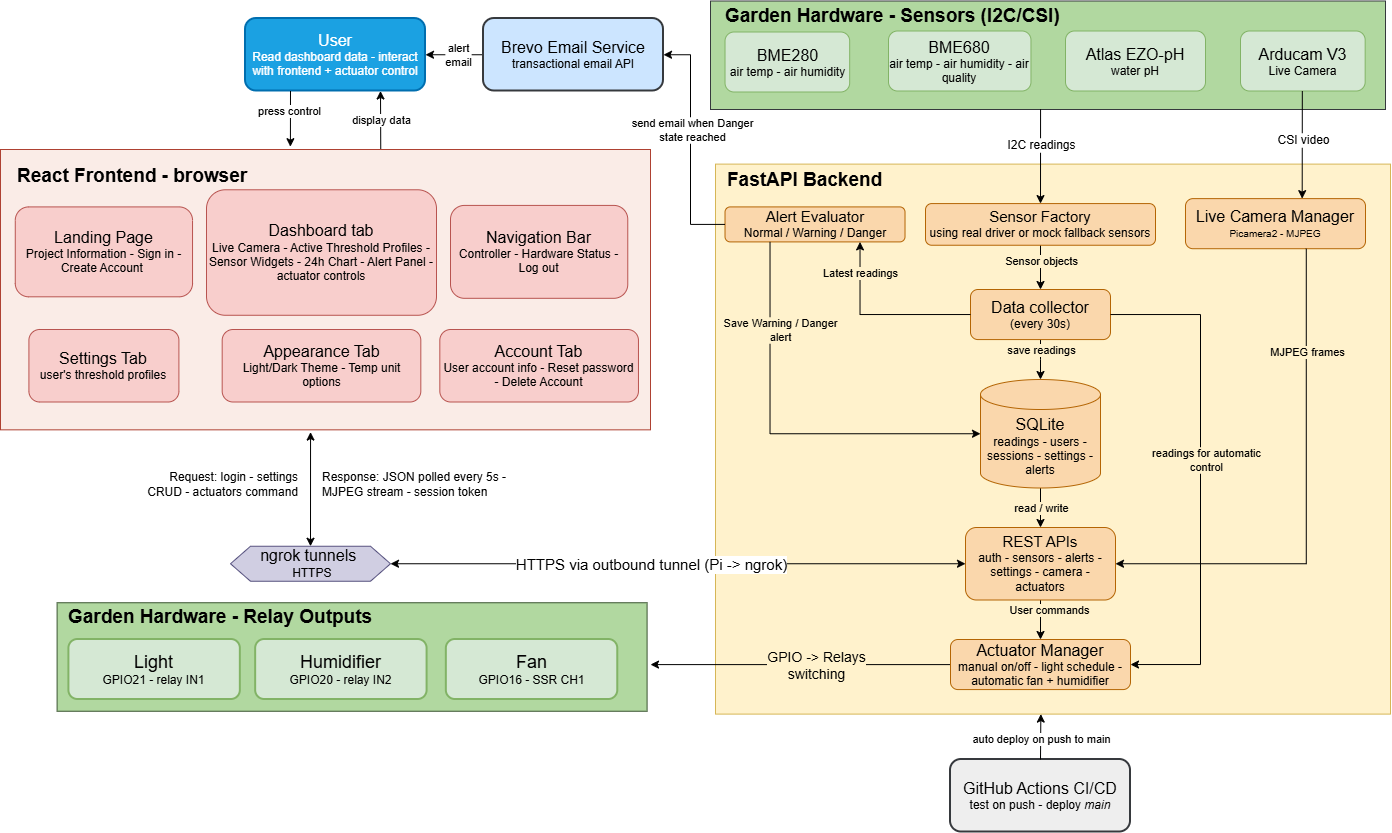 User
Read dashboard data - interact
with frontend + actuator control
alert
email
Brevo Email Service
transactional email API
Garden Hardware - Sensors (I2C/CSI)
BME280
air temp - air humidity
BME680
air temp - air humidity - air
quality
Atlas EZO-pH
water pH
Arducam V3
Live Camera
press control
display data
send email when Danger
state reached
I2C readings
CSI video
React Frontend - browser
Landing Page
Project Information - Sign in -
Create Account
Dashboard tab
Live Camera - Active Threshold Profiles -
Sensor Widgets - 24h Chart - Alert Panel -
actuator controls
Navigation Bar
Controller - Hardware Status -
Log out
Settings Tab
user's threshold profiles
Appearance Tab
Light/Dark Theme - Temp unit
options
Account Tab
User account info - Reset password
- Delete Account
FastAPI Backend
Alert Evaluator
Normal / Warning / Danger
Sensor Factory
using real driver or mock fallback sensors
Live Camera Manager
Picamera2 - MJPEG
Sensor objects
Latest readings
Data collector
(every 30s)
Save Warning / Danger
alert
save readings
MJPEG frames
SQLite
readings - users -
sessions - settings -
alerts
readings for automatic
control
read / write
Request: login - settings
CRUD - actuators command
Response: JSON polled every 5s -
MJPEG stream - session token
ngrok tunnels
HTTPS
HTTPS via outbound tunnel (Pi -> ngrok)
REST APIs
auth - sensors - alerts -
settings - camera -
actuators
User commands
Garden Hardware - Relay Outputs
Light
GPIO21 - relay IN1
Humidifier
GPIO20 - relay IN2
Fan
GPIO16 - SSR CH1
GPIO -> Relays
switching
Actuator Manager
manual on/off - light schedule -
automatic fan + humidifier
auto deploy on push to main
GitHub Actions CI/CD
test on push - deploy main